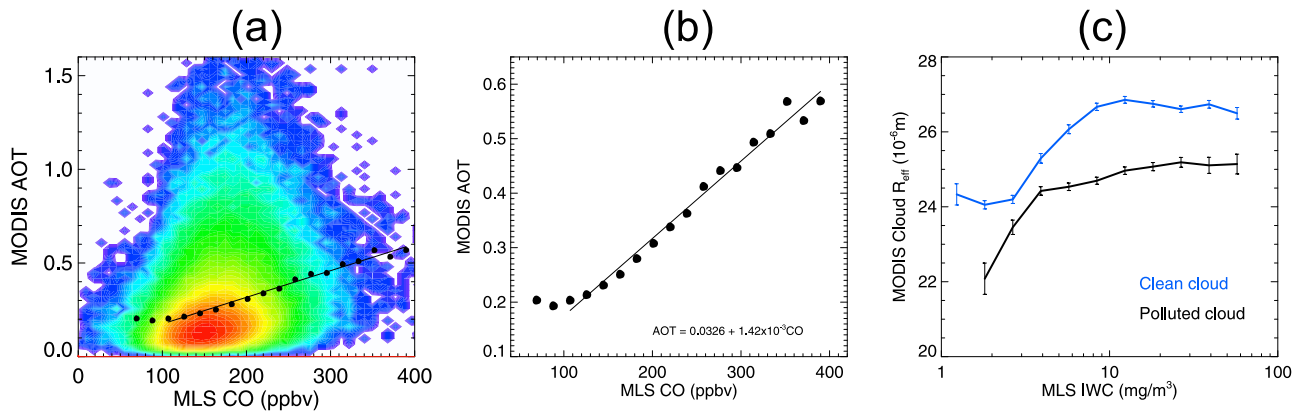 (a)
MODIS AOT
1.5
1.0
0.5
0.0
0
100
200
300
400
MLS CO (ppbv)
(b)
MODIS AOT
0.6
0.5
0.4
0.3
0.2
0.1
AOT = 0.0326 + 1.42x10⁻³CO
100
200
300
400
MLS CO (ppbv)
(c)
MODIS Cloud R_eff (10⁻⁶m)
28
26
24
22
20
Clean cloud
Polluted cloud
1
10
100
MLS IWC (mg/m³)